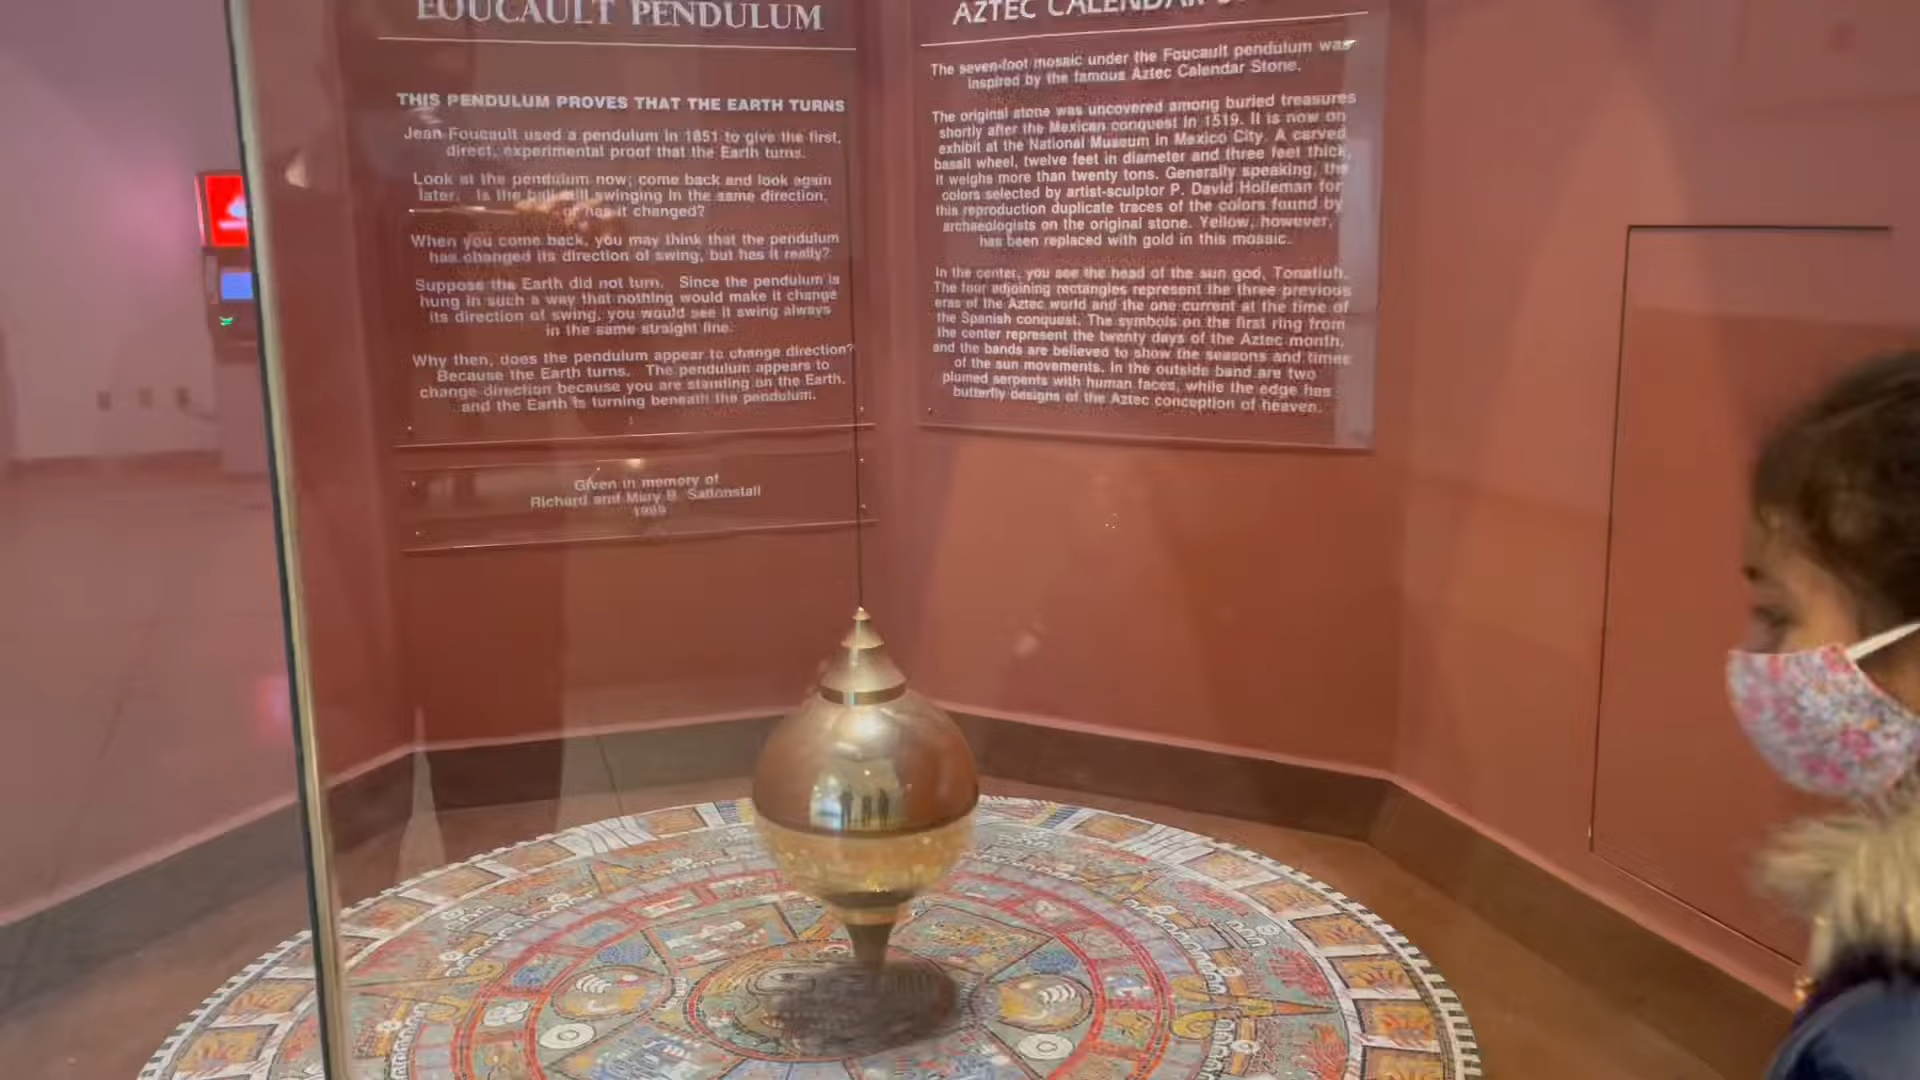 FOUCAULT PENDULUM
THIS PENDULUM PROVES THAT THE EARTH TURNS
Jean Foucault used a pendulum in 1851 to give the first,
direct, experimental proof that the Earth turns.
Look at the pendulum now; come back and look again
later. Is the ball still swinging in the same direction,
or has it changed?
When you come back, you may think that the pendulum
has changed its direction of swing, but has it really?
Suppose the Earth did not turn. Since the pendulum is
hung in such a way that nothing would make it change
its direction of swing, you would see it swing always
in the same straight line.
Why then, does the pendulum appear to change direction?
Because the Earth turns. The pendulum appears to
change direction because you are standing on the Earth,
and the Earth is turning beneath the pendulum.
Given in memory of
Richard and Mary B. Saltonstall
AZTEC CALENDAR
The seven-foot mosaic under the Foucault pendulum was
inspired by the famous Aztec Calendar Stone.
The original stone was uncovered among buried treasures
shortly after the Mexican conquest in 1519. It is now on
exhibit at the National Museum in Mexico City. A carved
basalt wheel, twelve feet in diameter and three feet thick,
it weighs more than twenty tons. Generally speaking, the
colors selected by artist-sculptor P. David Holleman for
this reproduction duplicate traces of the colors found by
archaeologists on the original stone. Yellow, however,
has been replaced with gold in this mosaic.
In the center, you see the head of the sun god, Tonatiuh.
The four adjoining rectangles represent the three previous
eras of the Aztec world and the one current at the time of
the Spanish conquest. The symbols on the first ring from
the center represent the twenty days of the Aztec month,
and the bands are believed to show the seasons and times
of the sun movements. In the outside band are two
plumed serpents with human faces, while the edge has
butterfly designs of the Aztec conception of heaven.